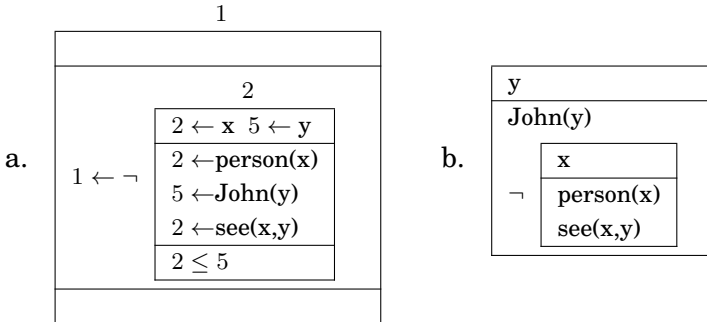 1
2
a.
1 ← ¬
2 ← x 5 ← y
2 ←person(x)
5 ←John(y)
2 ←see(x,y)
2 ≤ 5
b.
y
John(y)
¬
x
person(x)
see(x,y)